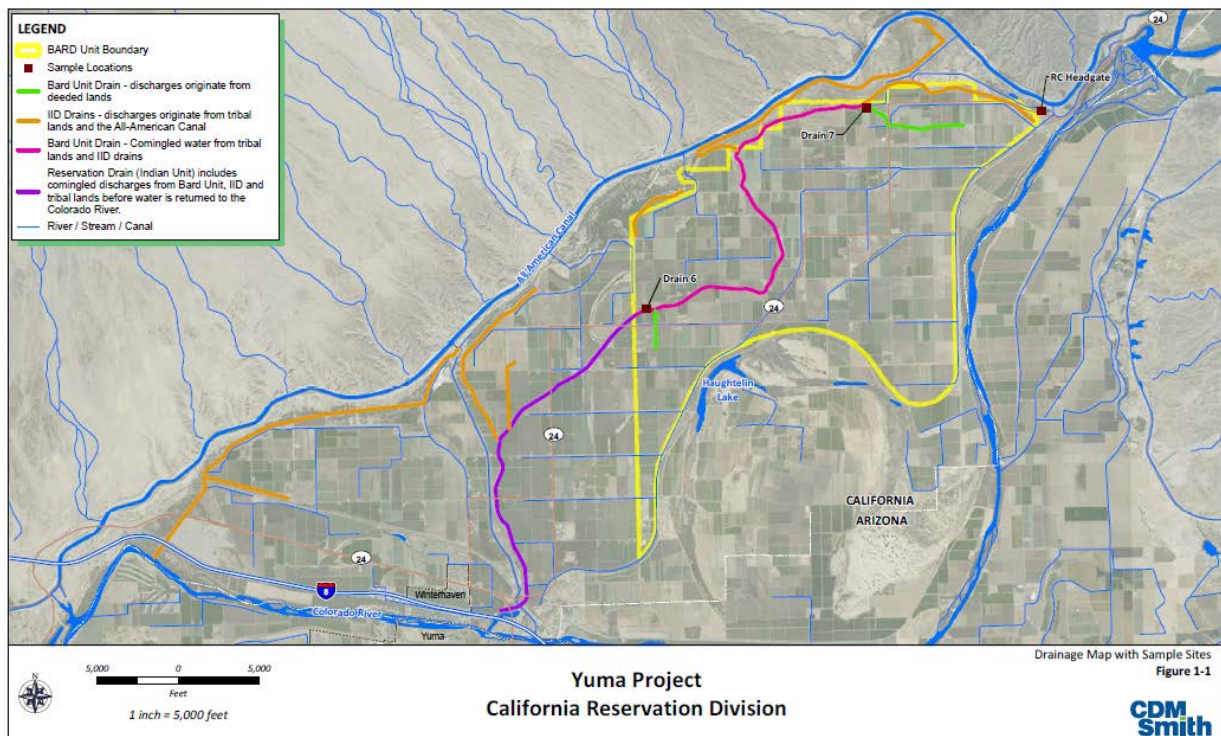 LEGEND
BARD Unit Boundary
Sample Locations
Bard Unit Drain - discharges originate from
deeded lands
IID Drains - discharges originate from tribal
lands and the All-American Canal
Bard Unit Drain - Comingled water from tribal
lands and IID drains
Reservation Drain (Indian Unit) includes
comingled discharges from Bard Unit, IID and
tribal lands before water is returned to the
Colorado River.
River / Stream / Canal
24
RC Headgate
Drain 7
All American Canal
Drain 6
24
Haughtelin
Lake
24
CALIFORNIA
ARIZONA
24
8
Winterhaven
Colorado River
Yuma
N
5,000 0 5,000
Feet
1 inch = 5,000 feet
Yuma Project
California Reservation Division
Drainage Map with Sample Sites
Figure 1-1
CDM
Smith